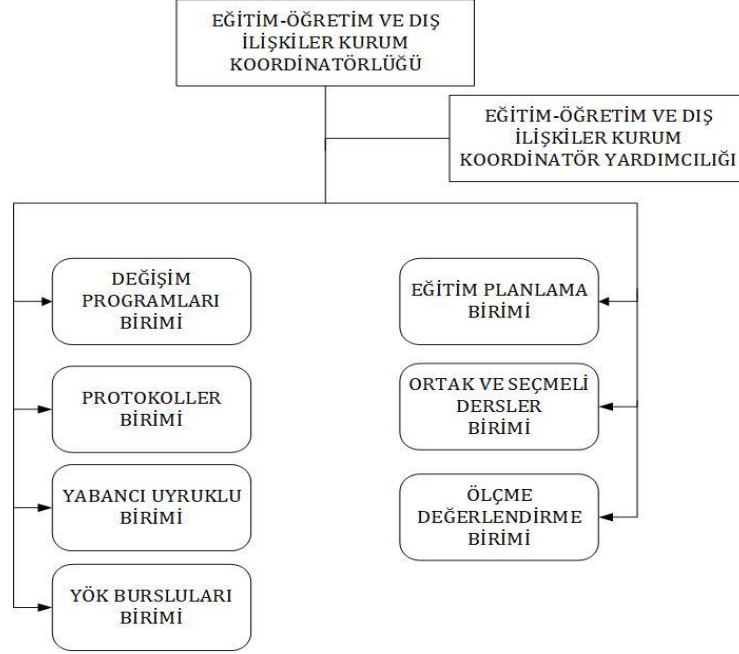 EĞİTİM-ÖĞRETİM VE DIŞ
İLİŞKİLER KURUM
KOORDİNATÖRLÜĞÜ
EĞİTİM-ÖĞRETİM VE DIŞ
İLİŞKİLER KURUM
KOORDİNATÖR YARDIMCILIĞI
DEĞİŞİM
PROGRAMLARI
BİRİMİ
PROTOKOLLER
BİRİMİ
YABANCI UYRUKLU
BİRİMİ
YÖK BURSLULARI
BİRİMİ
EĞİTİM PLANLAMA
BİRİMİ
ORTAK VE SEÇMELİ
DERSLER
BİRİMİ
ÖLÇME
DEĞERLENDİRME
BİRİMİ